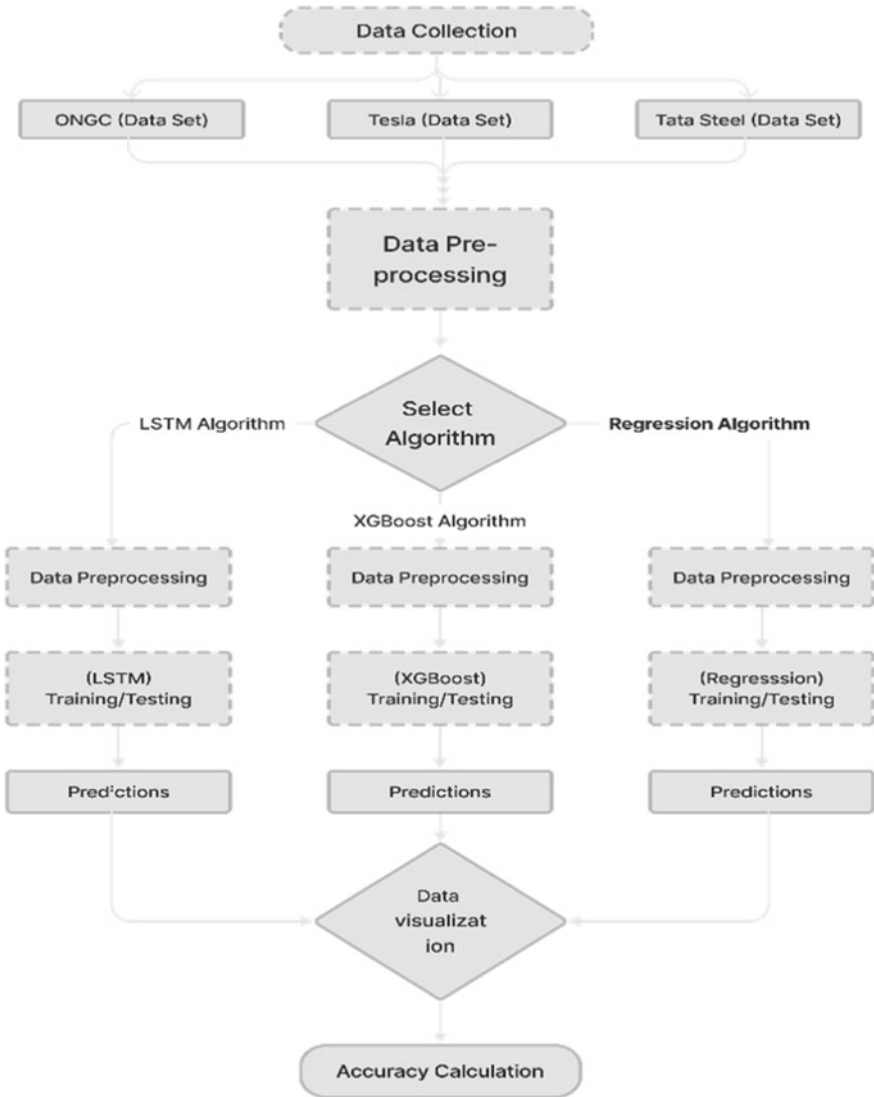 Data Collection
ONGC (Data Set)
Tesla (Data Set)
Tata Steel (Data Set)
Data Pre-
processing
Select
Algorithm
LSTM Algorithm
Regression Algorithm
XGBoost Algorithm
Data Preprocessing
Data Preprocessing
Data Preprocessing
(LSTM)
Training/Testing
(XGBoost)
Training/Testing
(Regresssion)
Training/Testing
Predictions
Predictions
Predictions
Data
visualizat
ion
Accuracy Calculation